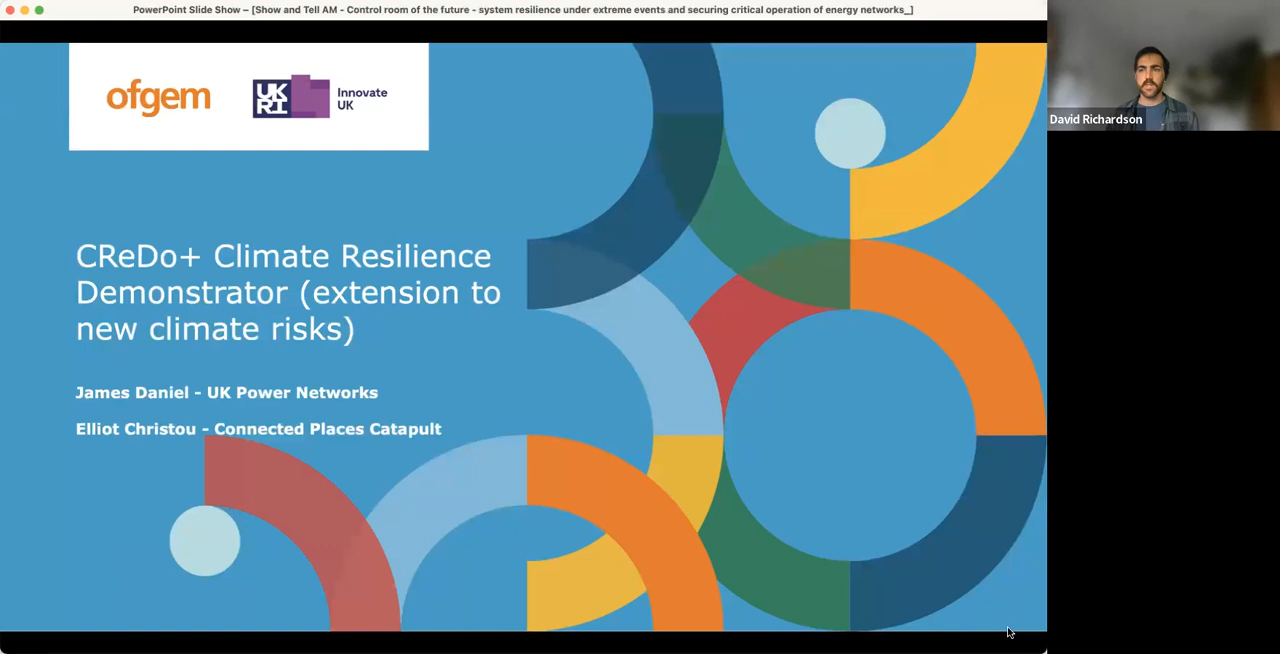 PowerPoint Slide Show – [Show and Tell AM - Control room of the future - system resilience under extreme events and securing critical operation of energy networks_]
ofgem
UK
RI
Innovate
UK
David Richardson
CReDo+ Climate Resilience
Demonstrator (extension to
new climate risks)
James Daniel - UK Power Networks
Elliot Christou - Connected Places Catapult